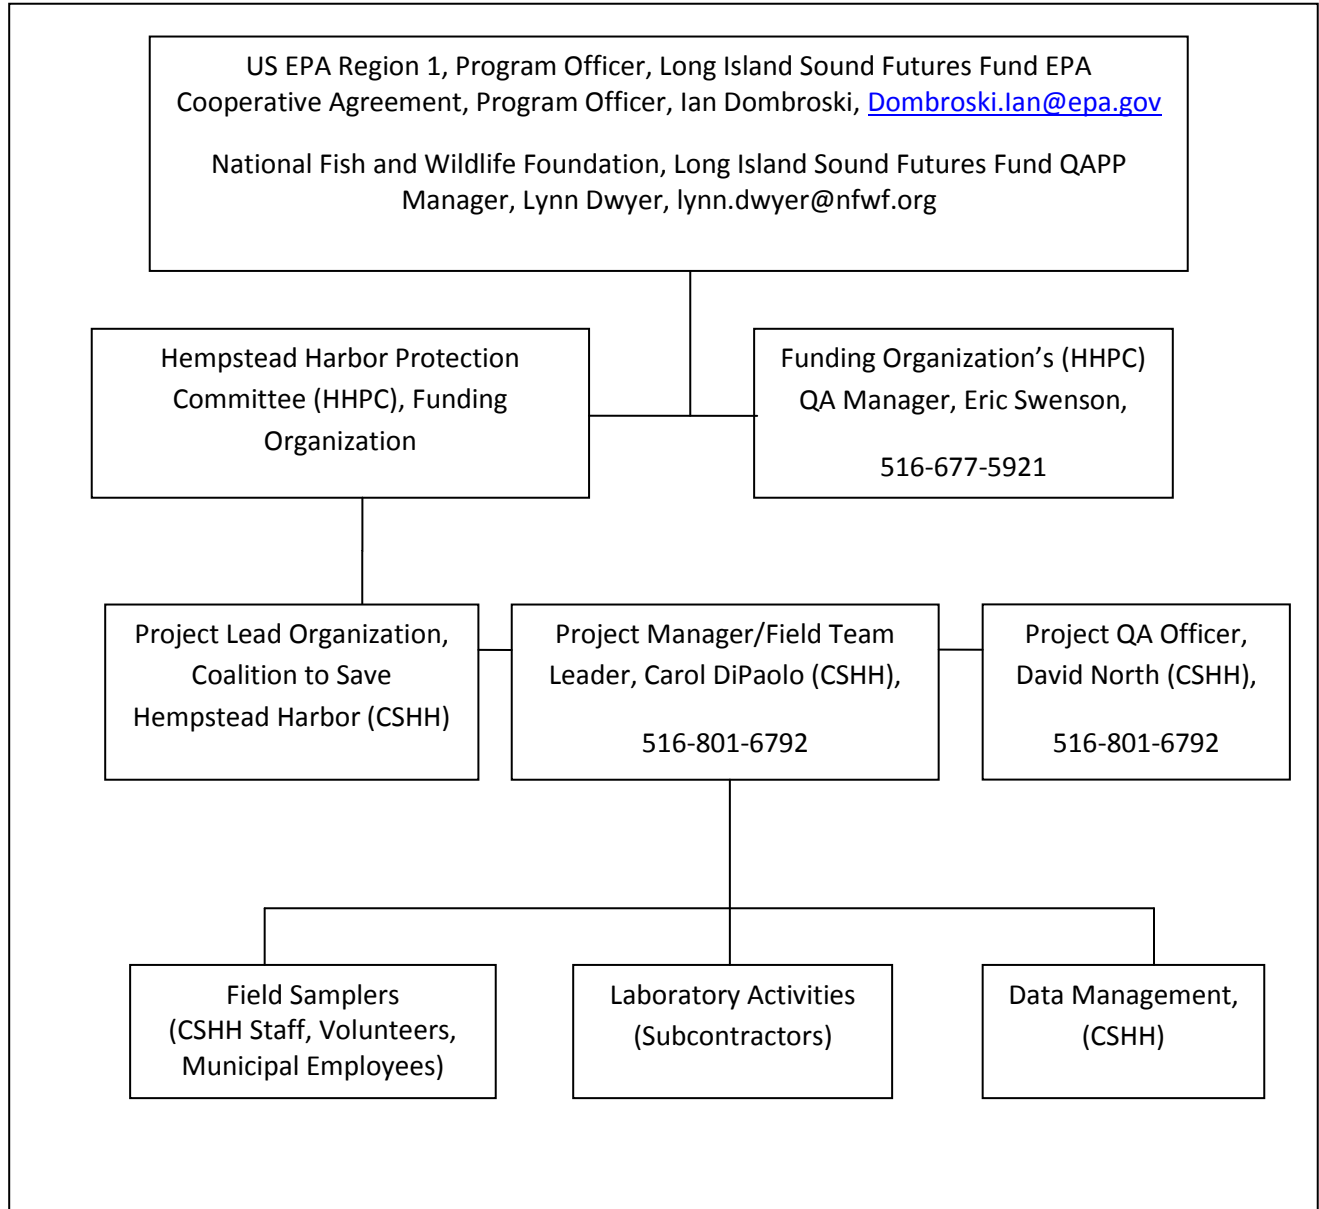 US EPA Region 1, Program Officer, Long Island Sound Futures Fund EPA
Cooperative Agreement, Program Officer, Ian Dombroski, Dombroski.Ian@epa.gov
National Fish and Wildlife Foundation, Long Island Sound Futures Fund QAPP
Manager, Lynn Dwyer, lynn.dwyer@nfwf.org
Hempstead Harbor Protection
Committee (HHPC), Funding
Organization
Funding Organization’s (HHPC)
QA Manager, Eric Swenson,
516-677-5921
Project Lead Organization,
Coalition to Save
Hempstead Harbor (CSHH)
Project Manager/Field Team
Leader, Carol DiPaolo (CSHH),
516-801-6792
Project QA Officer,
David North (CSHH),
516-801-6792
Field Samplers
(CSHH Staff, Volunteers,
Municipal Employees)
Laboratory Activities
(Subcontractors)
Data Management,
(CSHH)